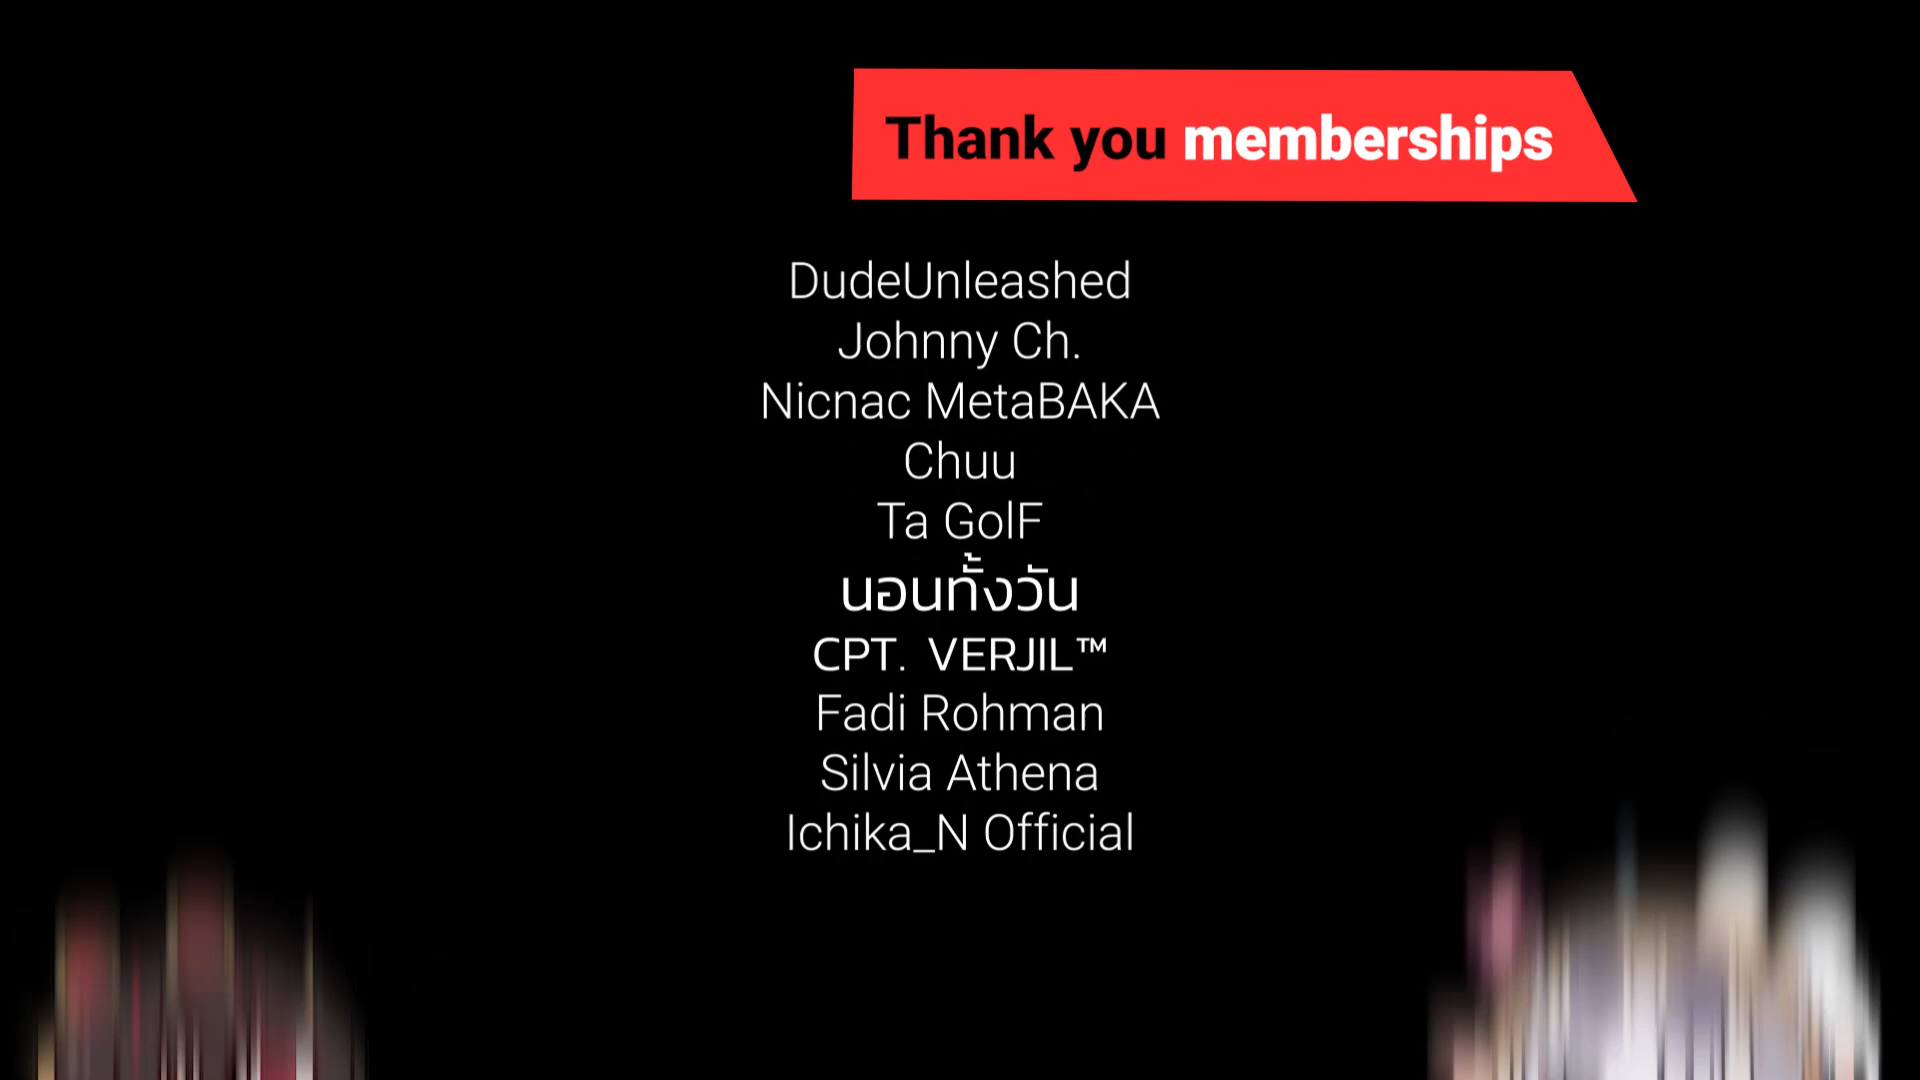 Thank you memberships
DudeUnleashed
Johnny Ch.
Nicnac MetaBAKA
Chuu
Ta GolF
นอนทั้งวัน
CPT. VERJIL™
Fadi Rohman
Silvia Athena
Ichika_N Official